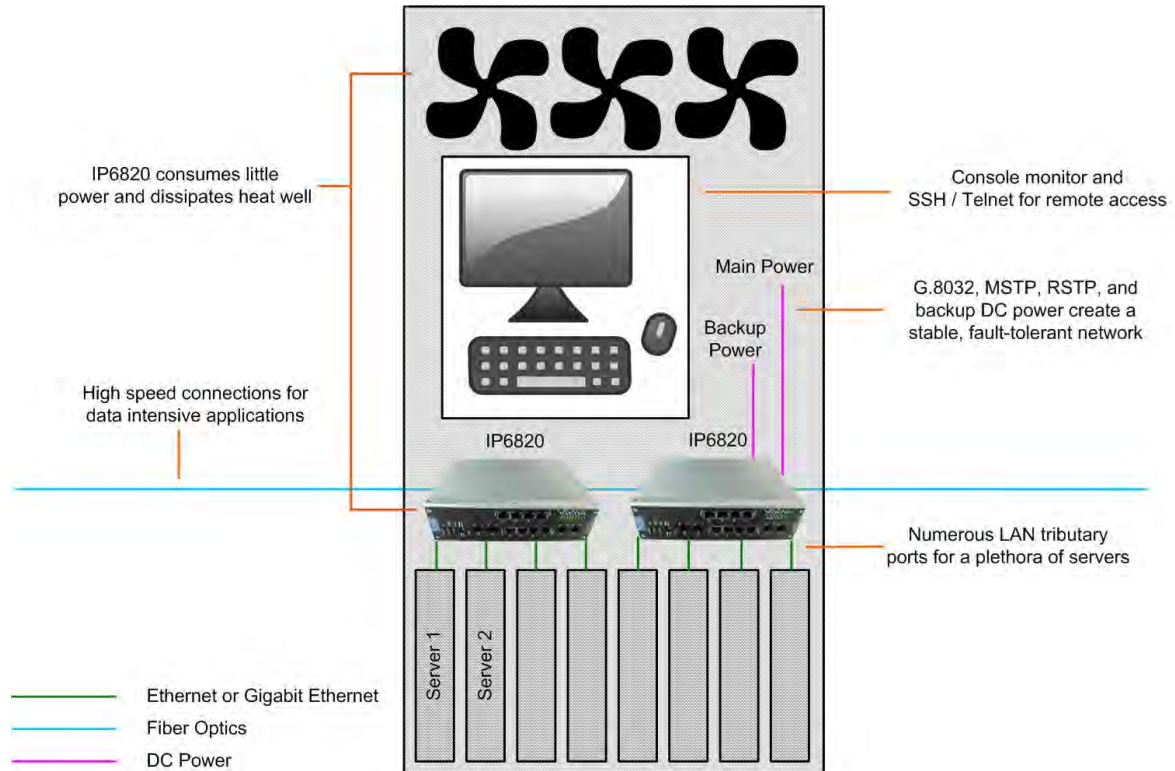 IP6820 consumes little
power and dissipates heat well
Console monitor and
SSH / Telnet for remote access
Main Power
G.8032, MSTP, RSTP, and
backup DC power create a
stable, fault-tolerant network
Backup
Power
High speed connections for
data intensive applications
IP6820
IP6820
Numerous LAN tributary
ports for a plethora of servers
Server 1
Server 2
Ethernet or Gigabit Ethernet
Fiber Optics
DC Power